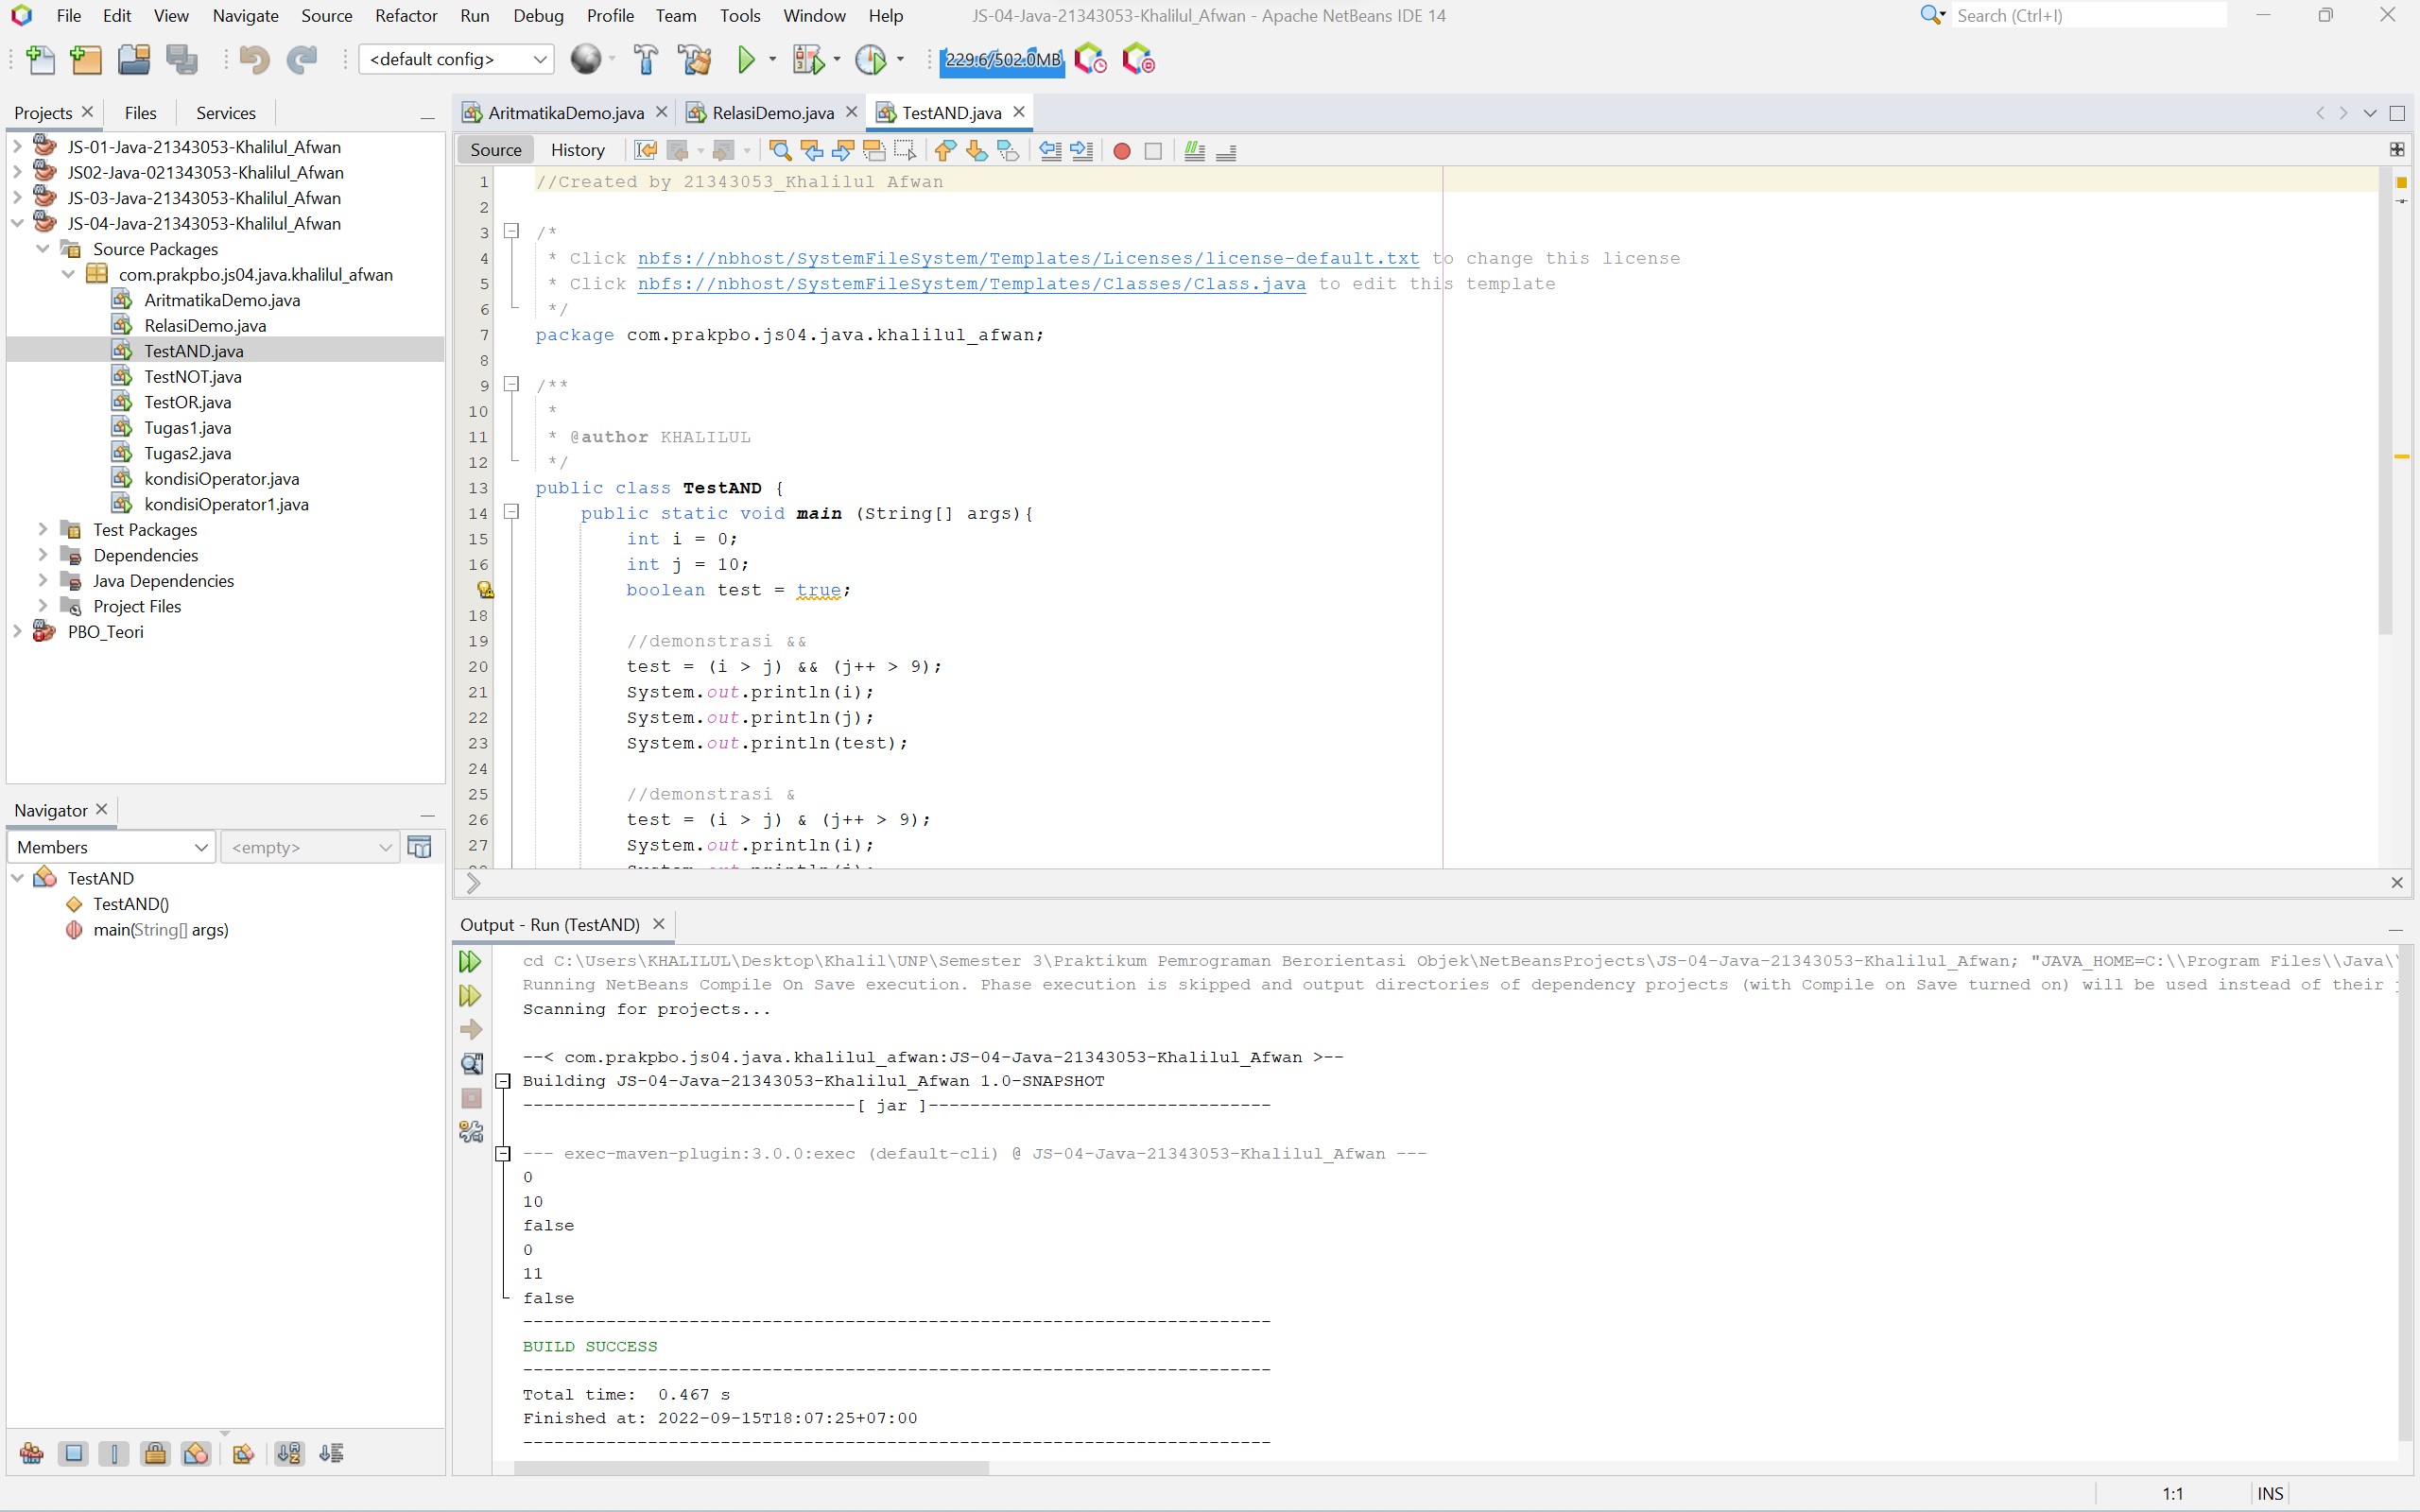 File Edit View Navigate Source Refactor Run Debug Profile Team Tools Window Help JS-04-Java-21343053-Khalilul_Afwan - Apache NetBeans IDE 14 Search (Ctrl+I)
<default config> 229.6/502.0MB
Projects Files Services
JS-01-Java-21343053-Khalilul_Afwan
JS02-Java-021343053-Khalilul_Afwan
JS-03-Java-21343053-Khalilul_Afwan
JS-04-Java-21343053-Khalilul_Afwan
Source Packages
com.prakpbo.js04.java.khalilul_afwan
AritmatikaDemo.java
RelasiDemo.java
TestAND.java
TestNOT.java
TestOR.java
Tugas1.java
Tugas2.java
kondisiOperator.java
kondisiOperator1.java
Test Packages
Dependencies
Java Dependencies
Project Files
PBO_Teori
Navigator
Members <empty>
TestAND
TestAND()
main(String[] args)
AritmatikaDemo.java RelasiDemo.java TestAND.java
Source History
1 //Created by 21343053_Khalilul Afwan
2
3 /*
4 * Click nbfs://nbhost/SystemFileSystem/Templates/Licenses/license-default.txt to change this license
5 * Click nbfs://nbhost/SystemFileSystem/Templates/Classes/Class.java to edit this template
6 */
7 package com.prakpbo.js04.java.khalilul_afwan;
8
9 /**
10 *
11 * @author KHALILUL
12 */
13 public class TestAND {
14 public static void main (String[] args){
15 int i = 0;
16 int j = 10;
boolean test = true;
18
19 //demonstrasi &&
20 test = (i > j) && (j++ > 9);
21 System.out.println(i);
22 System.out.println(j);
23 System.out.println(test);
24
25 //demonstrasi &
26 test = (i > j) & (j++ > 9);
27 System.out.println(i);
Output - Run (TestAND)
cd C:\Users\KHALILUL\Desktop\Khalil\UNP\Semester 3\Praktikum Pemrograman Berorientasi Objek\NetBeansProjects\JS-04-Java-21343053-Khalilul_Afwan; "JAVA_HOME=C:\\Program Files\\Java\\
Running NetBeans Compile On Save execution. Phase execution is skipped and output directories of dependency projects (with Compile on Save turned on) will be used instead of their
Scanning for projects...
--< com.prakpbo.js04.java.khalilul_afwan:JS-04-Java-21343053-Khalilul_Afwan >--
Building JS-04-Java-21343053-Khalilul_Afwan 1.0-SNAPSHOT
--------------------------------[ jar ]---------------------------------
--- exec-maven-plugin:3.0.0:exec (default-cli) @ JS-04-Java-21343053-Khalilul_Afwan ---
0
10
false
0
11
false
------------------------------------------------------------------------
BUILD SUCCESS
------------------------------------------------------------------------
Total time: 0.467 s
Finished at: 2022-09-15T18:07:25+07:00
------------------------------------------------------------------------
1:1 INS